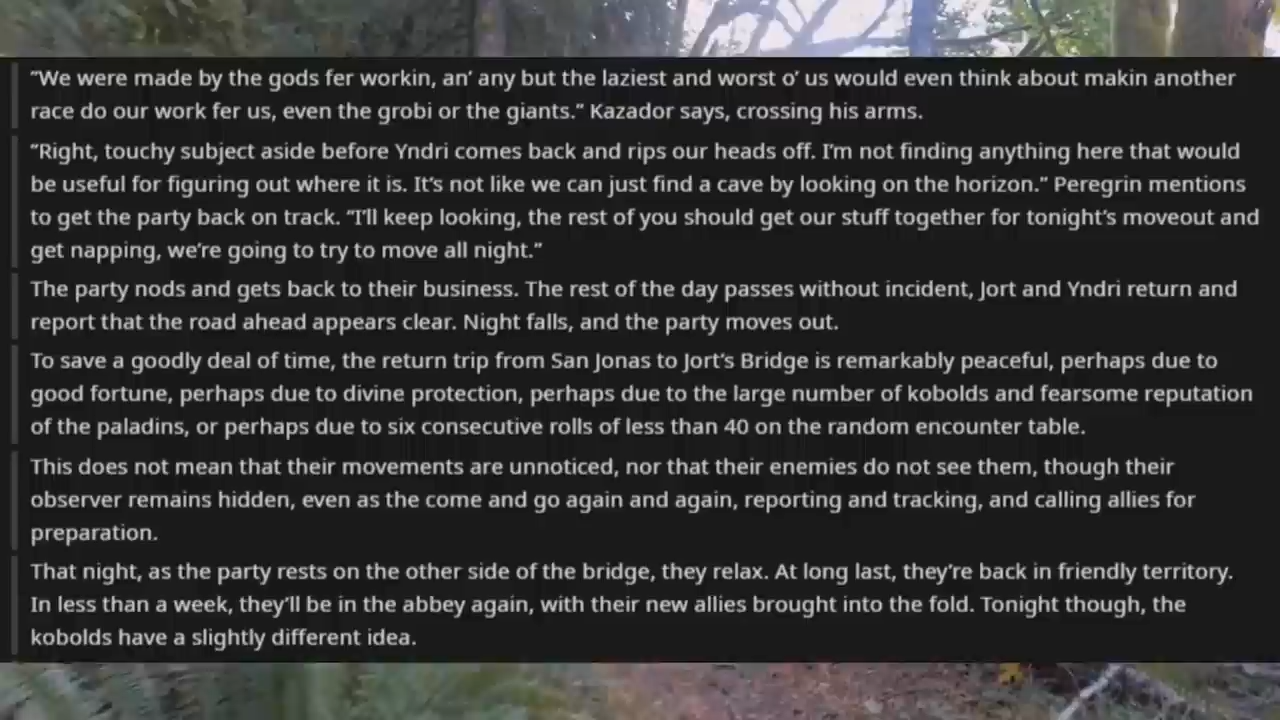 “We were made by the gods fer workin, an’ any but the laziest and worst o’ us would even think about makin another
race do our work fer us, even the grobi or the giants.” Kazador says, crossing his arms.
“Right, touchy subject aside before Yndri comes back and rips our heads off. I’m not finding anything here that would
be useful for figuring out where it is. It’s not like we can just find a cave by looking on the horizon.” Peregrin mentions
to get the party back on track. “I’ll keep looking, the rest of you should get our stuff together for tonight’s moveout and
get napping, we’re going to try to move all night.”
The party nods and gets back to their business. The rest of the day passes without incident, Jort and Yndri return and
report that the road ahead appears clear. Night falls, and the party moves out.
To save a goodly deal of time, the return trip from San Jonas to Jort’s Bridge is remarkably peaceful, perhaps due to
good fortune, perhaps due to divine protection, perhaps due to the large number of kobolds and fearsome reputation
of the paladins, or perhaps due to six consecutive rolls of less than 40 on the random encounter table.
This does not mean that their movements are unnoticed, nor that their enemies do not see them, though their
observer remains hidden, even as the come and go again and again, reporting and tracking, and calling allies for
preparation.
That night, as the party rests on the other side of the bridge, they relax. At long last, they’re back in friendly territory.
In less than a week, they’ll be in the abbey again, with their new allies brought into the fold. Tonight though, the
kobolds have a slightly different idea.